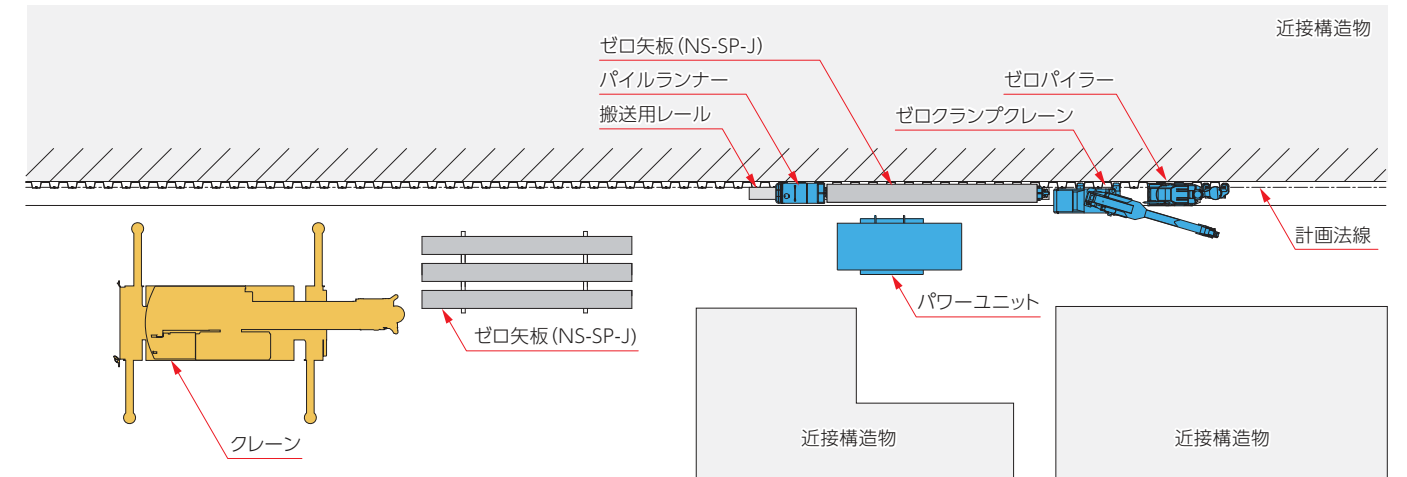 近接構造物
ゼロ矢板(NS-SP-J)
パイルランナー
搬送用レール
ゼロパイラー
ゼロクランプクレーン
計画法線
パワーユニット
ゼロ矢板(NS-SP-J)
クレーン
近接構造物
近接構造物